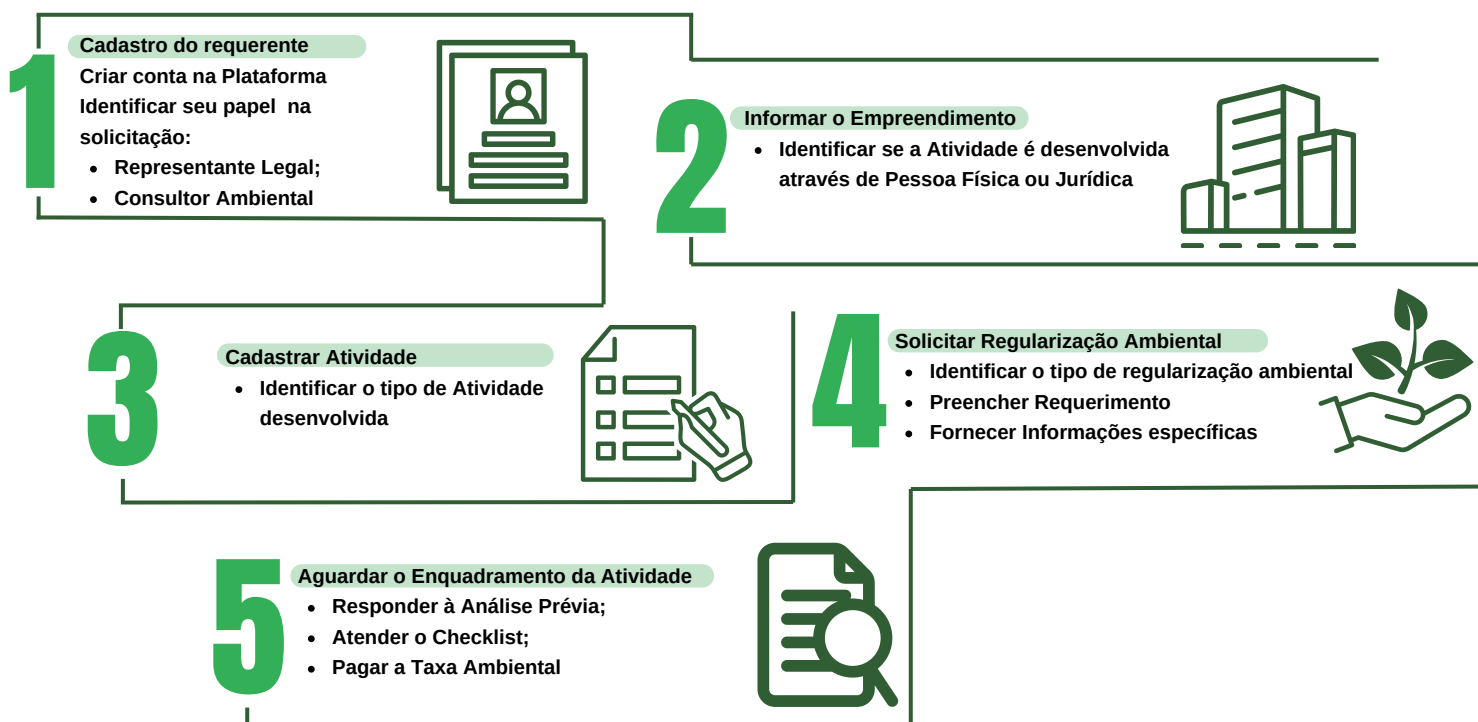 1
Cadastro do requerente
Criar conta na Plataforma
Identificar seu papel na
solicitação:
• Representante Legal;
• Consultor Ambiental
2
Informar o Empreendimento
• Identificar se a Atividade é desenvolvida
através de Pessoa Física ou Jurídica
3
Cadastrar Atividade
• Identificar o tipo de Atividade
desenvolvida
4
Solicitar Regularização Ambiental
• Identificar o tipo de regularização ambiental
• Preencher Requerimento
• Fornecer Informações específicas
5
Aguardar o Enquadramento da Atividade
• Responder à Análise Prévia;
• Atender o Checklist;
• Pagar a Taxa Ambiental